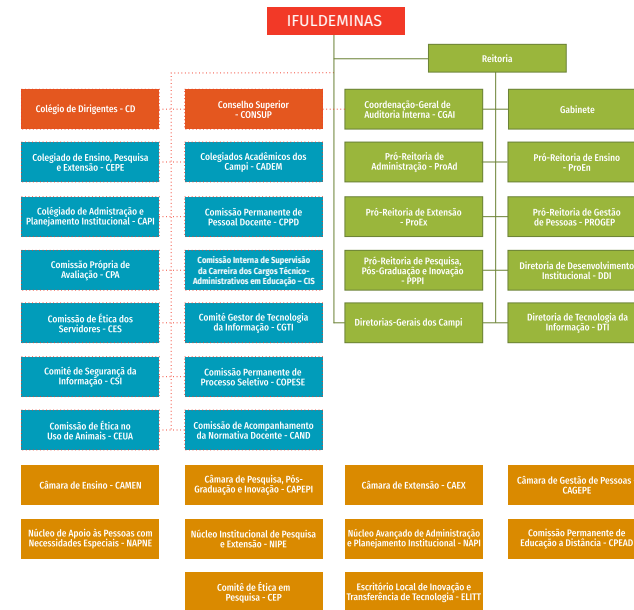 IFULDEMINAS
Reitoria
Colégio de Dirigentes - CD
Conselho Superior
- CONSUP
Coordenação-Geral de
Auditoria Interna - CGAI
Gabinete
Colegiado de Ensino, Pesquisa
e Extensão - CEPE
Colegiados Acadêmicos dos
Campi - CADEM
Pró-Reitoria de
Administração - ProAd
Pró-Reitoria de Ensino
- ProEn
Colégiado de Admistração e
Planejamento Institucional - CAPI
Comissão Permanente de
Pessoal Docente - CPPD
Pró-Reitoria de Extensão -
ProEx
Pró-Reitoria de Gestão
de Pessoas - PROGEP
Comissão Própria de
Avaliação - CPA
Comissão Interna de Supervisão
da Carreira dos Cargos Técnico-
Administrativos em Educação – CIS
Pró-Reitoria de Pesquisa,
Pós-Graduação e Inovação
- PPPI
Diretoria de Desenvolvimento
Institucional - DDI
Comissão de Ética dos
Servidores - CES
Comitê Gestor de Tecnologia
da Informação - CGTI
Diretorias-Gerais dos Campi
Diretoria de Tecnologia da
Informação - DTI
Comitê de Segurançã da
Informação - CSI
Comissão Permanente de
Processo Seletivo - COPESE
Comissão de Ética no
Uso de Animais - CEUA
Comissão de Acompanhamento
da Normativa Docente - CAND
Câmara de Ensino - CAMEN
Câmara de Pesquisa, Pós-
Graduação e Inovação - CAPEPI
Câmara de Extensão - CAEX
Câmara de Gestão de Pessoas
CAGEPE
Núcleo de Apoio às Pessoas com
Necessidades Especiais - NAPNE
Núcleo Institucional de Pesquisa
e Extensão - NIPE
Núcleo Avançado de Administração
e Planejamento Institucional - NAPI
Comissão Permanente de
Educação a Distância - CPEAD
Comitê de Ética em
Pesquisa - CEP
Escritório Local de Inovação e
Transferência de Tecnologia - ELITT